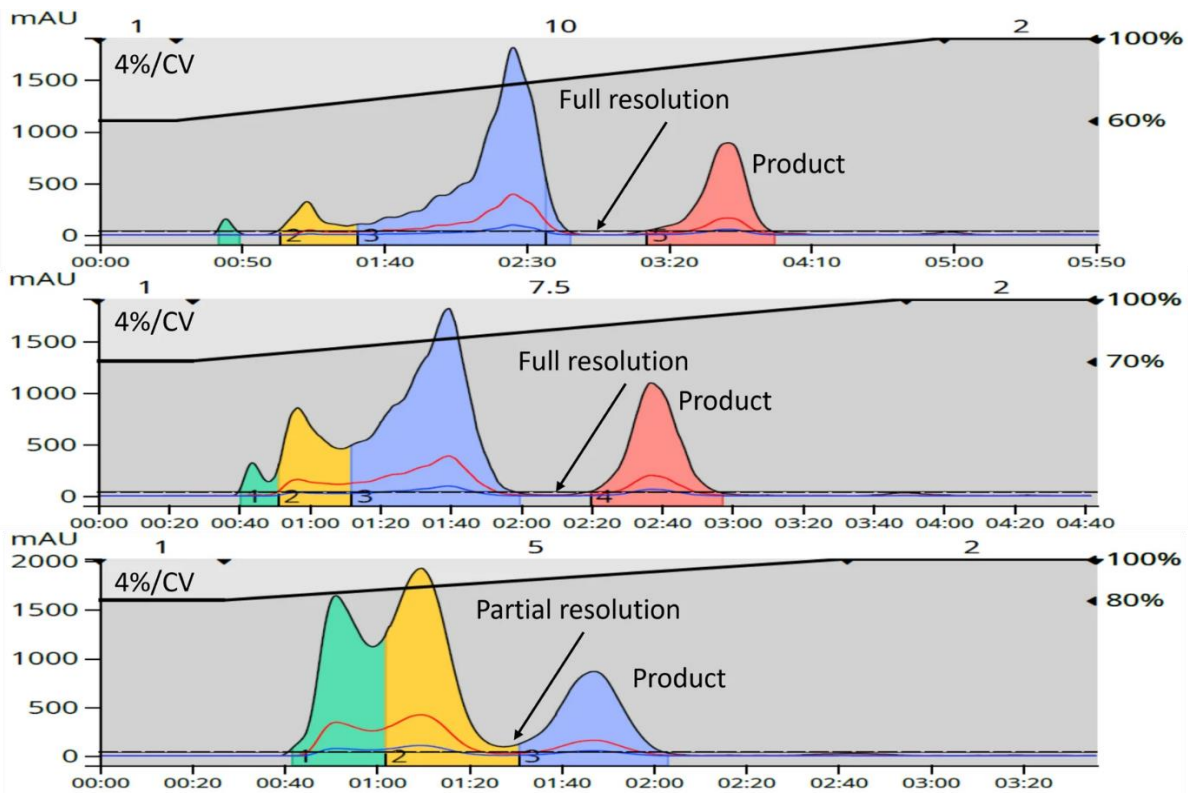 mAU 1 10 2
4%/CV 100%
1500
Full resolution
1000 60%
Product
500
0 2 3 5
00:00 00:50 01:40 02:30 03:20 04:10 05:00 05:50
mAU 1 7.5 2
4%/CV 100%
1500 70%
Full resolution
1000 Product
500
0 1 2 3 4
00:00 00:20 00:40 01:00 01:20 01:40 02:00 02:20 02:40 03:00 03:20 03:40 04:00 04:20 04:40
mAU 1 5 2
2000 100%
4%/CV
1500 80%
Partial resolution
1000
Product
500
0 1 2 3
00:00 00:20 00:40 01:00 01:20 01:40 02:00 02:20 02:40 03:00 03:20